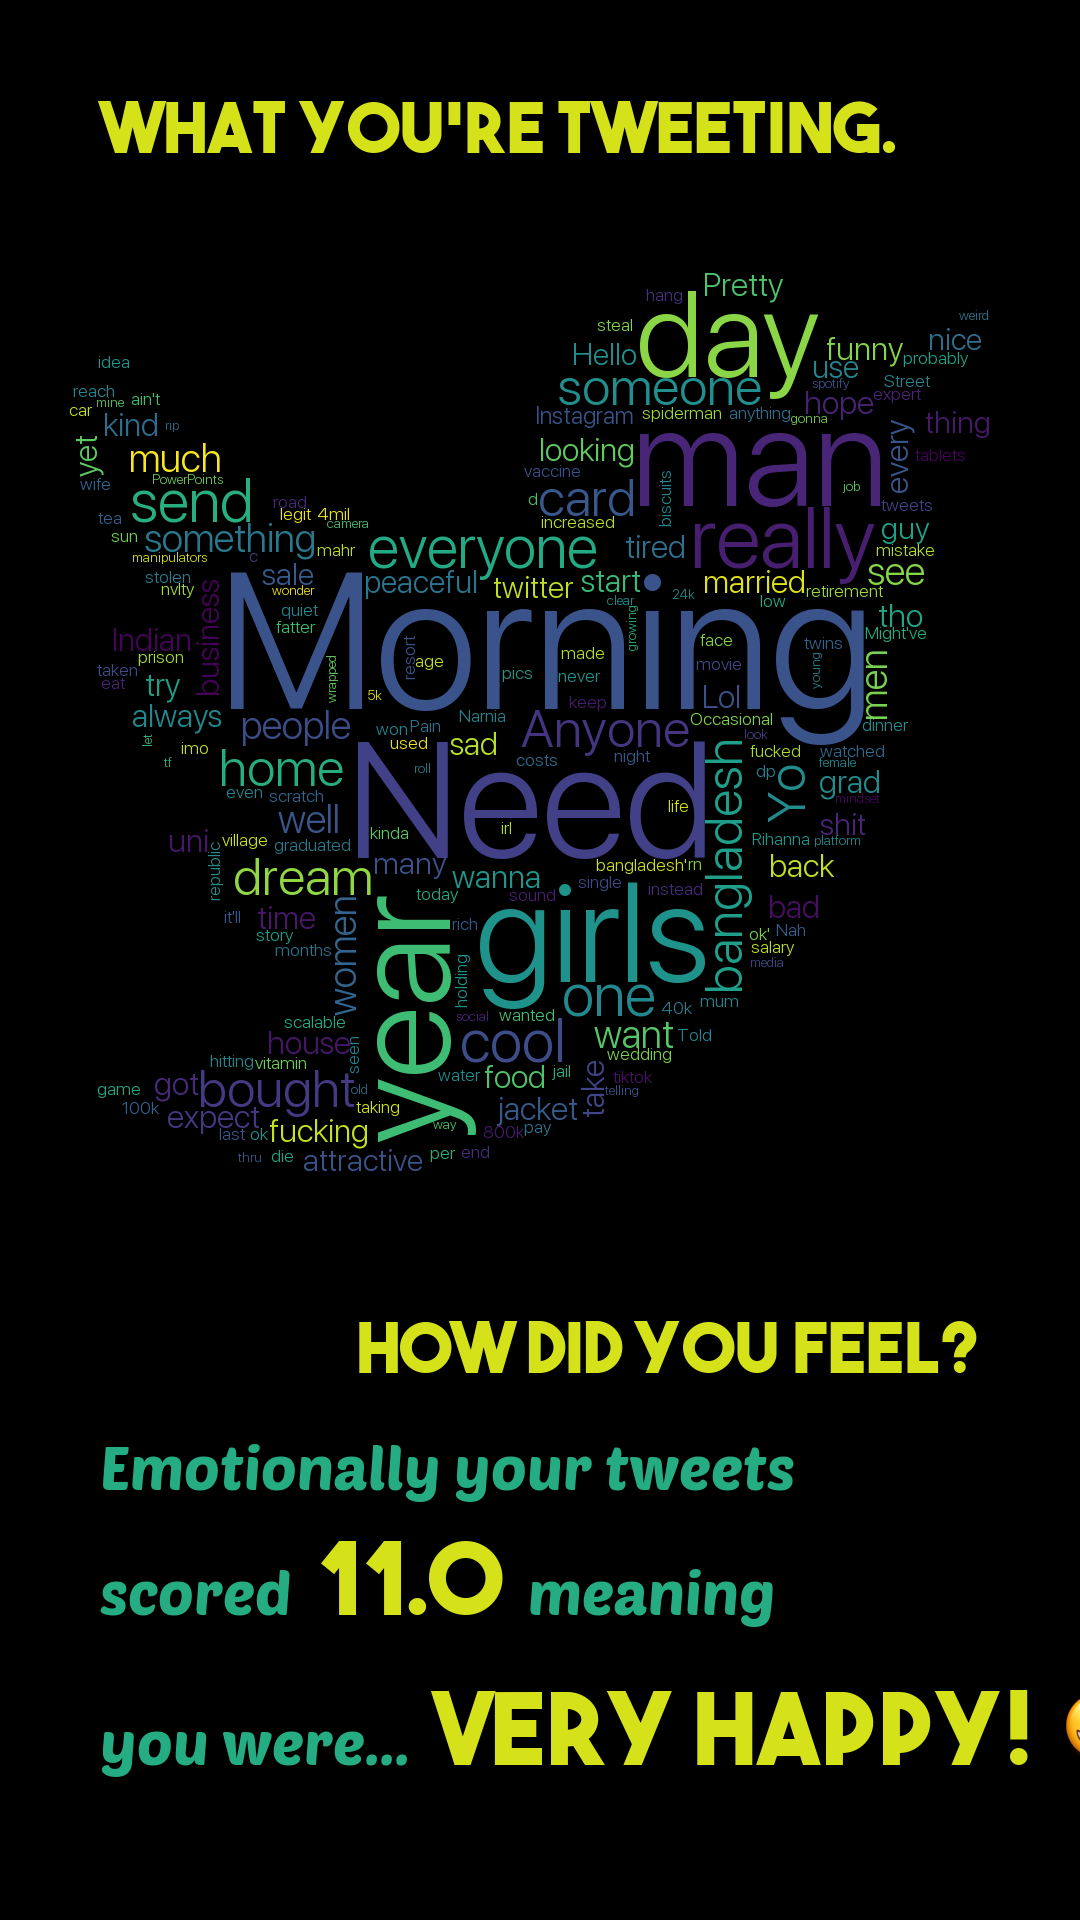 WHAT YOU'RE TWEETING.
hang Pretty
weird
steal day
Hello funny nice
probably
idea
someone use
spotify Street
reach
mine ain't
car
Instagram spiderman anything gonna hope expert
kind rip
thing
yet much
looking man every
tablets
wife PowerPoints
vaccine
send road
d card biscuits job
tweets
legit 4mil
camera increased
tea
sun something c mahr
everyone tired really guy
mistake
manipulators
stolen sale
peaceful twitter start married see
nvlty wonder
clear 24k low retirement
business quiet
Morning
tho
Might've
fatter
Indian
growing
prison
wrapped resort age made face twins
movie young men
taken
eat try
5k pics never
Lol
keep
always
people won Pain Narnia Anyone Occasional dinner
let imo
used sad
look
fucked watched
tf home
roll costs night
dp female
even scratch
Need
bangladesh Yo grad
mindset
life
well
kinda irl
shit
uni village graduated
Rihanna platform
many
bangladesh' rn
back
republic dream
wanna single
today sound instead
bad
it'll time women
rich
girls
ok' Nah
story
salary
months year
media
holding
one 40k mum
scalable
social wanted
house seen
cool want Told
wedding
hitting vitamin
water food jail
take tiktok
game got bought old
telling
100k
taking
jacket
expect
way
800k pay
last ok fucking
thru die attractive per end
HOW DID YOU FEEL?
Emotionally your tweets
scored 11.0 meaning
you were... VERY HAPPY!